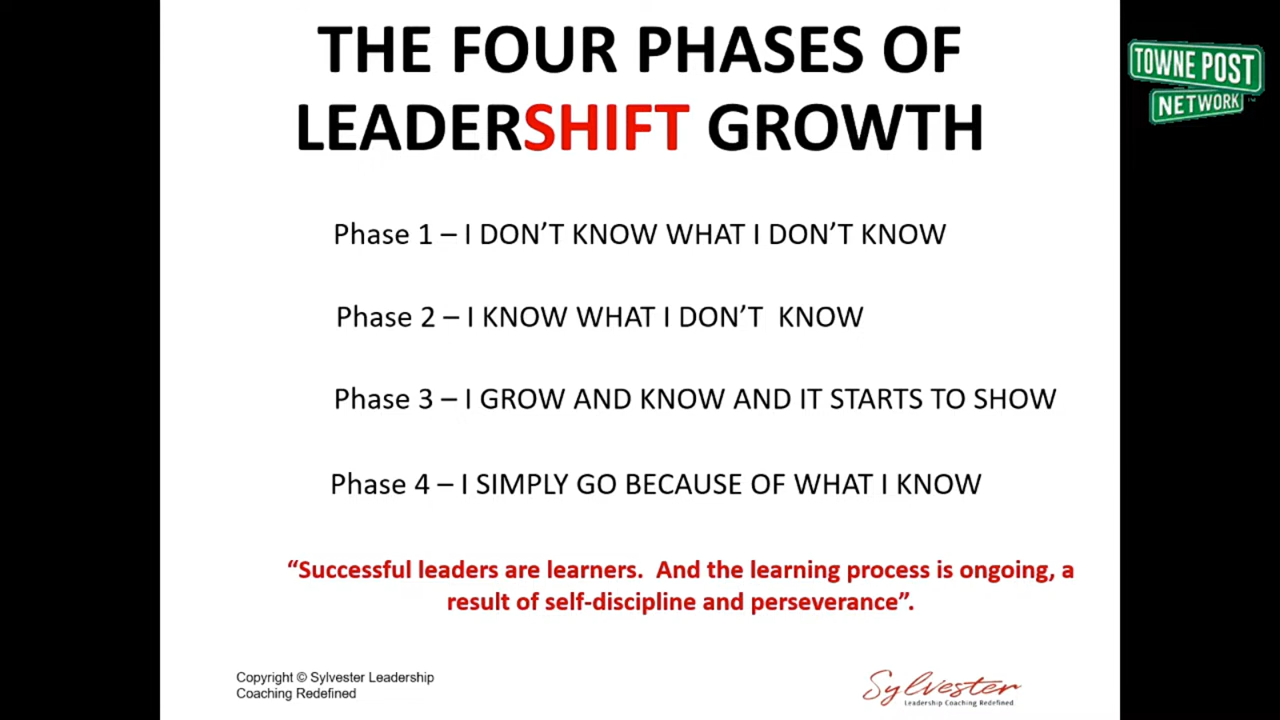 THE FOUR PHASES OF
LEADERSHIFT GROWTH
TOWNE POST
NETWORK™
Phase 1 – I DON’T KNOW WHAT I DON’T KNOW
Phase 2 – I KNOW WHAT I DON’T  KNOW
Phase 3 – I GROW AND KNOW AND IT STARTS TO SHOW
Phase 4 – I SIMPLY GO BECAUSE OF WHAT I KNOW
“Successful leaders are learners.  And the learning process is ongoing, a
result of self-discipline and perseverance”.
Copyright © Sylvester Leadership
Coaching Redefined
Sylvester
Leadership Coaching Redefined